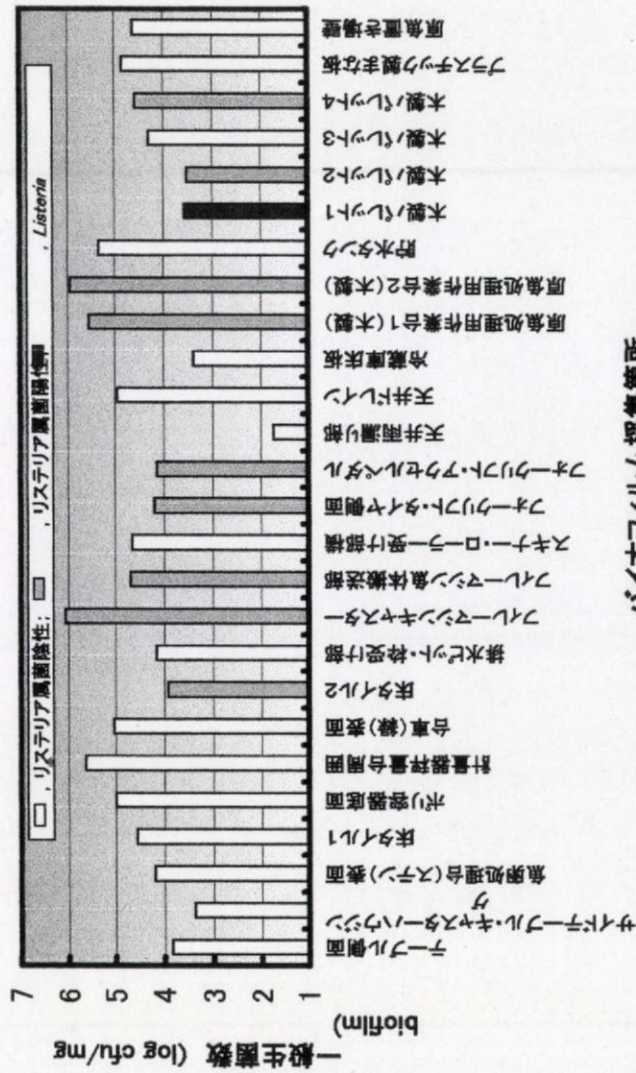 一般生菌数 (log cfu/mg
biofilm)
7
6
5
4
3
2
1
, リステリア属菌陰性; , リステリア属菌陽性 , Listeria
テーブル側面
サイドテーブル・キャスターハウジン
グ
魚卵処理台(ステン)表面
床タイル1
ポリ容器底面
計量器秤量台周囲
台車(緑)表面
床タイル2
排水ピット・枠受け部
フィレーマシンキャスター
フィレーマシン魚体搬送部
スキナー・ローラー受け部横
フォークリフト・タイヤ側面
フォークリフト・アクセルペダル
天井雨漏り部
天井ドレイン
冷蔵庫床板
原魚処理用作業台1(木製)
原魚処理用作業台2(木製)
貯水タンク
木製パレット1
木製パレット2
木製パレット3
木製パレット4
プラスチック製まな板
原魚置き場壁